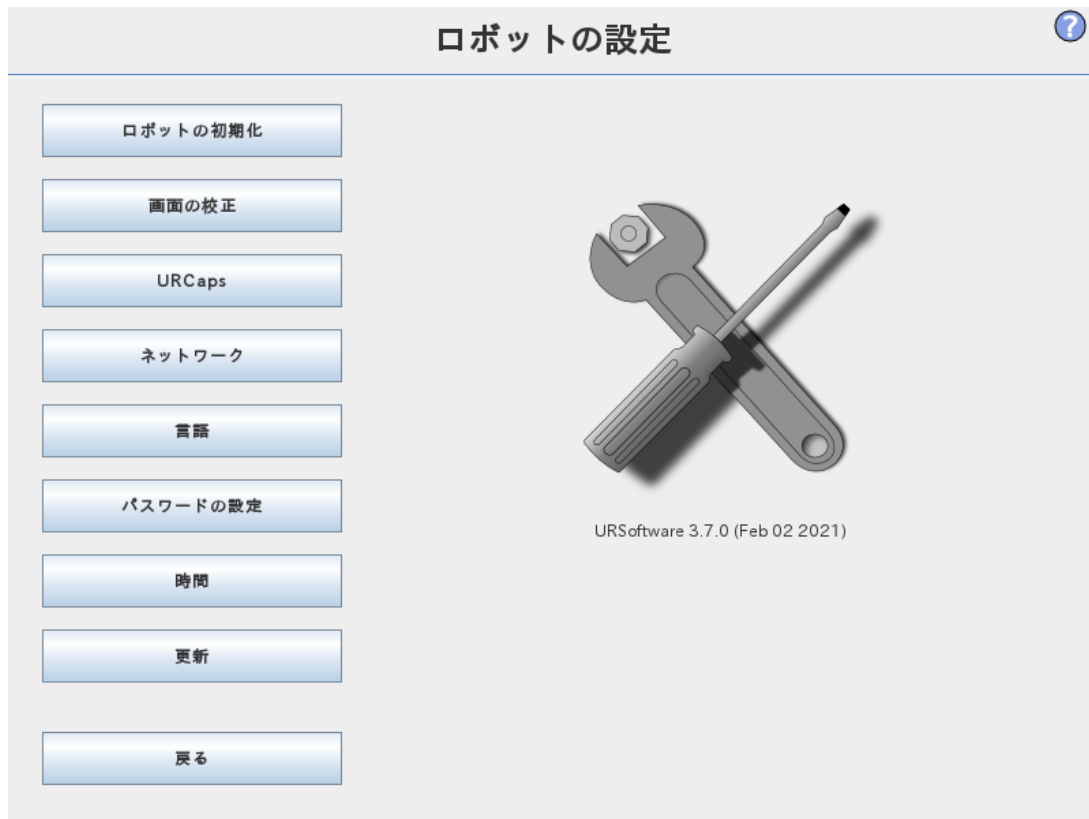 ロボットの設定
?
ロボットの初期化
画面の校正
URCaps
ネットワーク
言語
パスワードの設定
時間
更新
戻る
URSoftware 3.7.0 (Feb 02 2021)